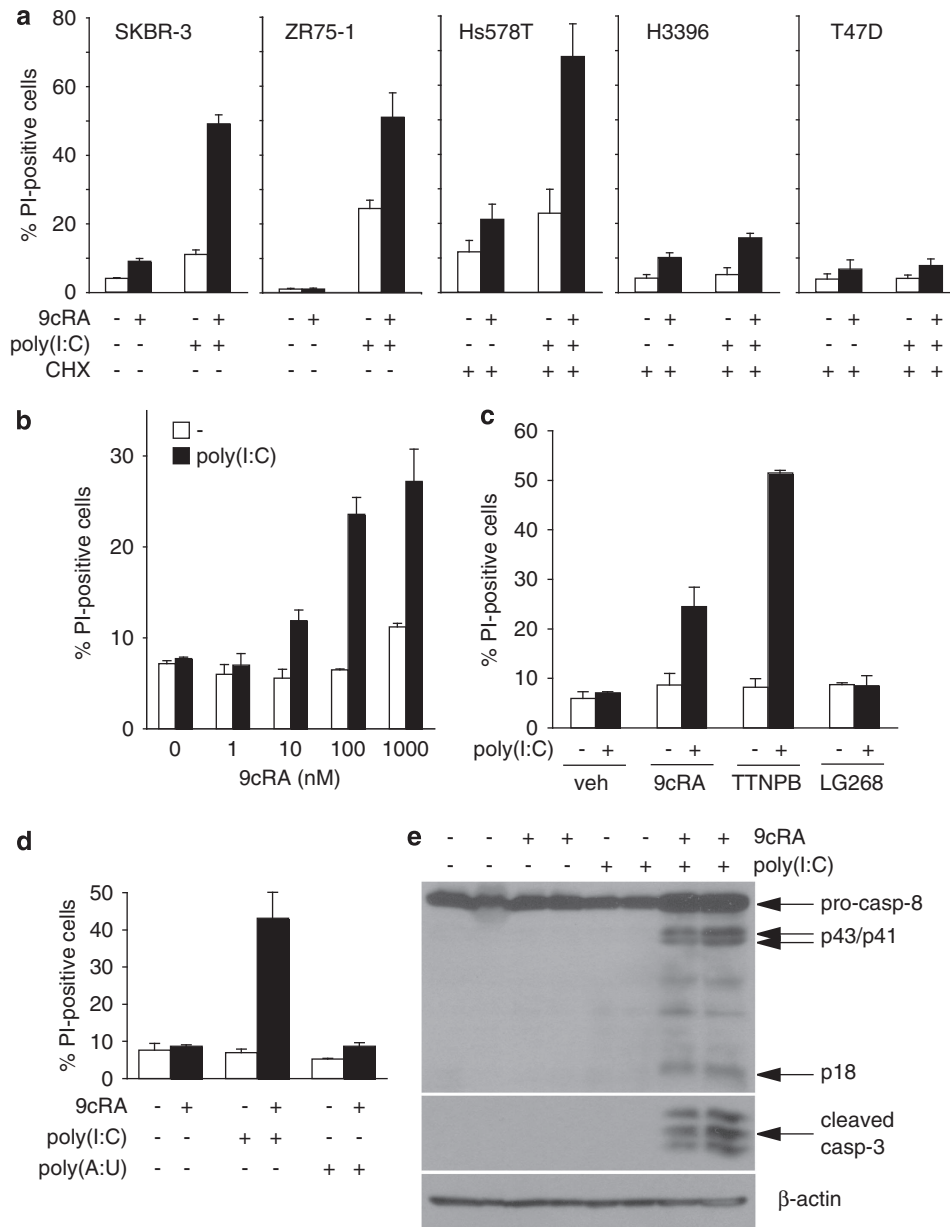 a
SKBR-3 ZR75-1 Hs578T H3396 T47D
% PI-positive cells
80
60
40
20
0
9cRA - + - + - + - + - + - + - + - + - + - +
poly(I:C) - - + + - - + + - - + + - - + + - - + +
CHX - - - - - - - - + + + + + + + + + + + +
b
-
poly(I:C)
% PI-positive cells
30
20
10
0
0 1 10 100 1000
9cRA (nM)
c
% PI-positive cells
60
50
40
30
20
10
0
poly(I:C) - + - + - + - +
veh 9cRA TTNPB LG268
d
% PI-positive cells
50
40
30
20
10
0
9cRA - + - + - +
poly(I:C) - - + + - -
poly(A:U) - - - - + +
e
- - + + - - + + 9cRA
- - - - + + + + poly(I:C)
pro-casp-8
p43/p41
p18
cleaved
casp-3
β-actin